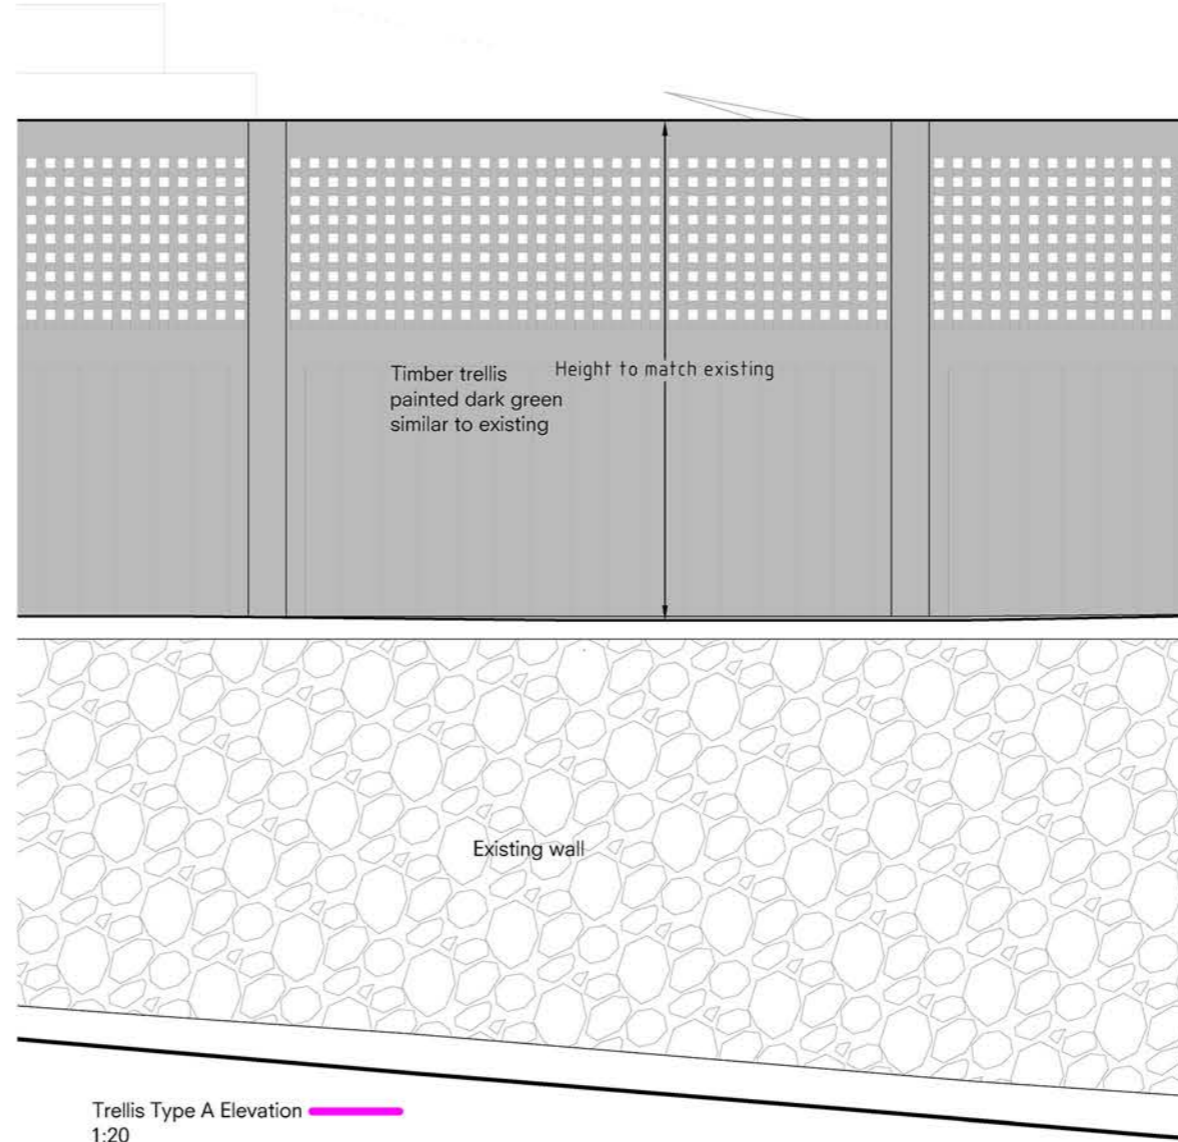 Timber trellis
painted dark green
similar to existing
Height to match existing
Existing wall
Trellis Type A Elevation
1:20